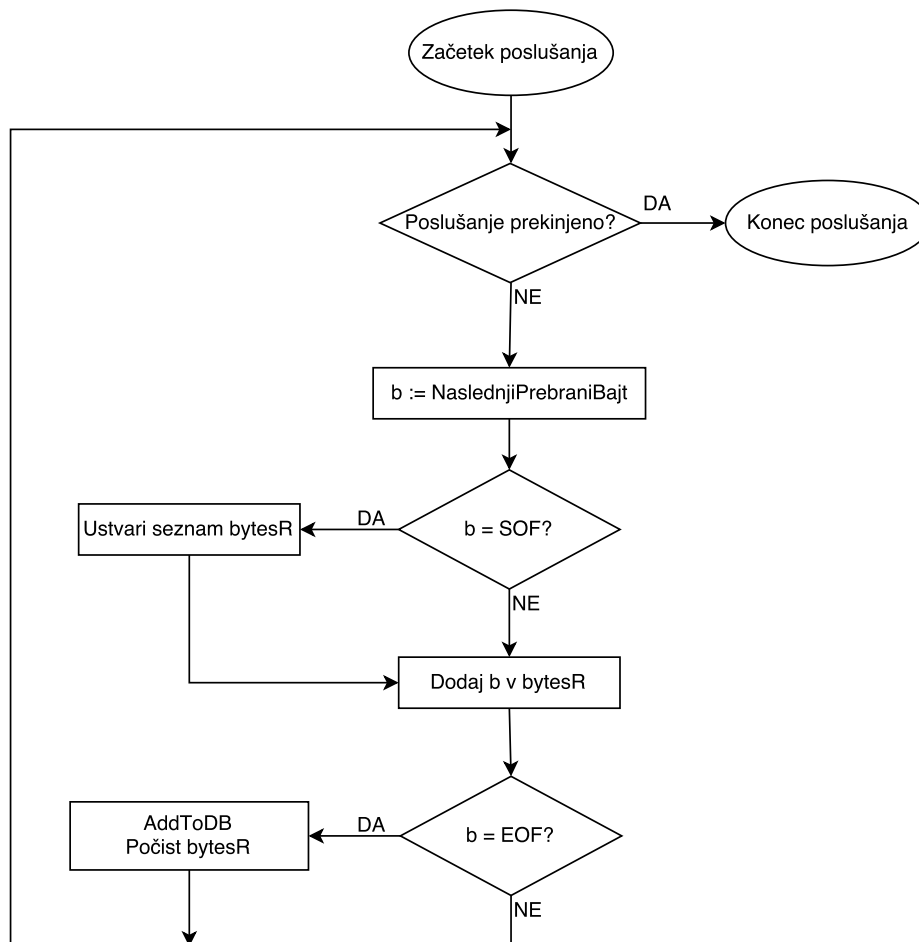 Začetek poslušanja
Poslušanje prekinjeno?
DA
Konec poslušanja
NE
b := NaslednjiPrebraniBajt
b = SOF?
DA
Ustvari seznam bytesR
NE
Dodaj b v bytesR
b = EOF?
DA
AddToDB
Počist bytesR
NE